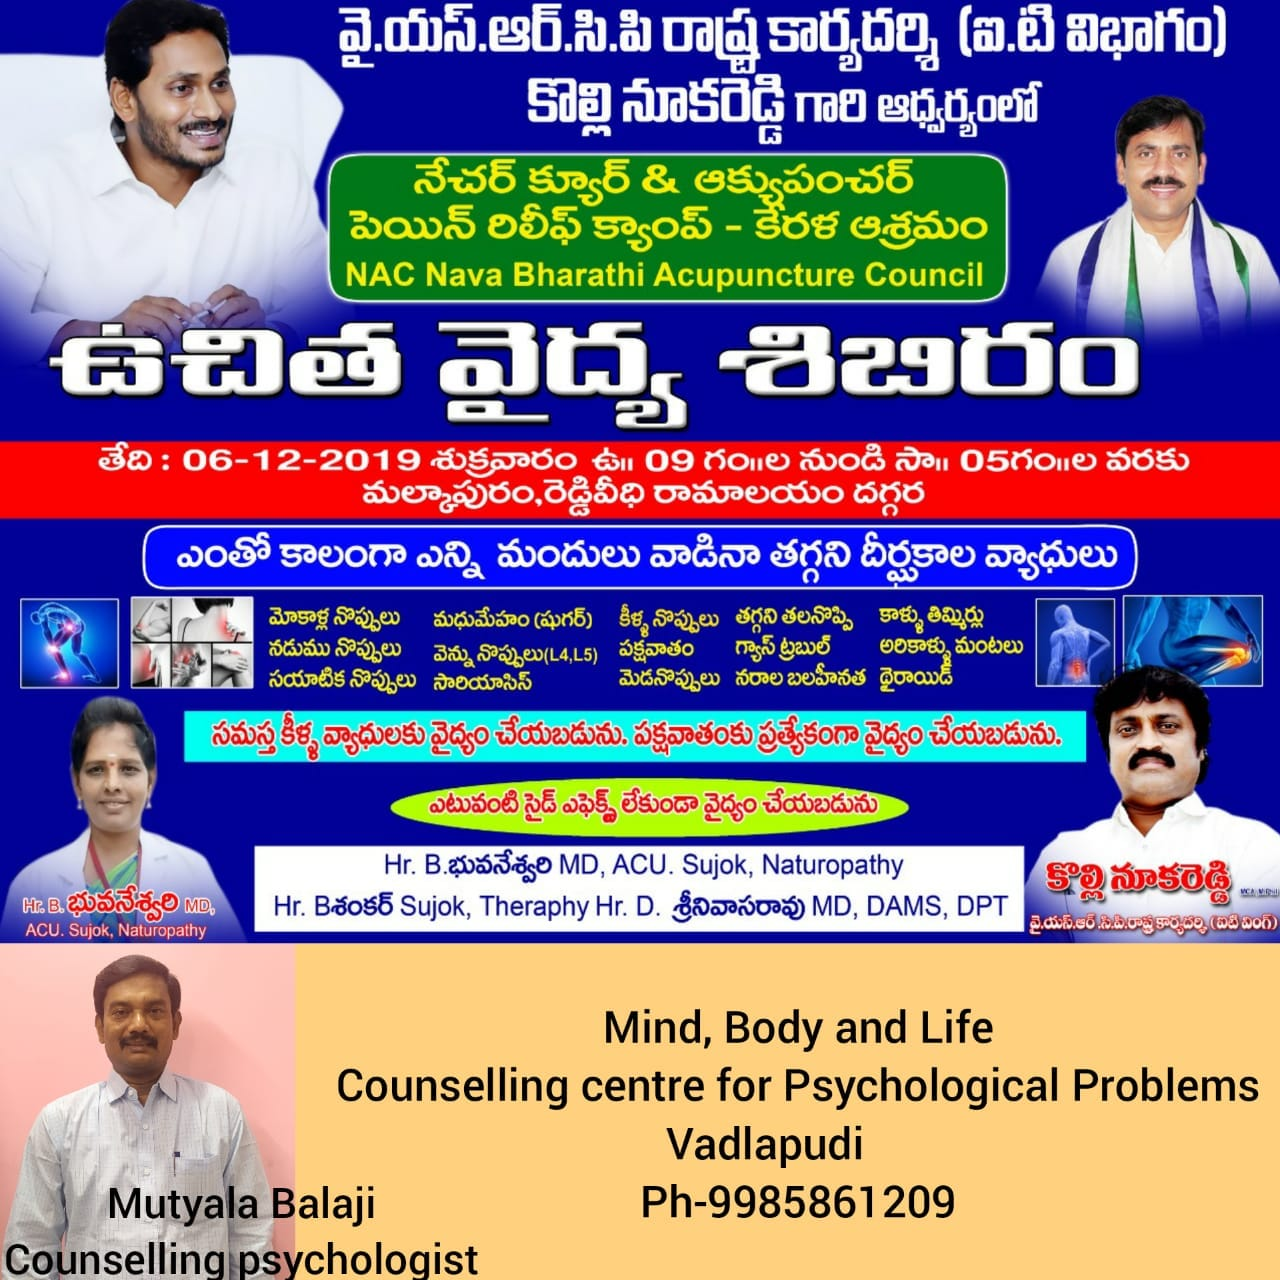 వై.యస్.ఆర్.సి.పి రాష్ట్ర కార్యదర్శి (ఐ.టి విభాగం)
కొల్లి నూకరెడ్డి గారి ఆధ్వర్యంలో
నేచర్ క్యూర్ & ఆక్యుపంచర్
పెయిన్ రిలీఫ్ క్యాంప్ - కేరళ ఆశ్రమం
NAC Nava Bharathi Acupuncture Council
ఉచిత వైద్య శిబిరం
తేది : 06-12-2019 శుక్రవారం ఉ॥ 09 గం॥ల నుండి సా॥ 05గం॥ల వరకు
మల్కాపురం,రెడ్డివీధి రామాలయం దగ్గర
ఎంతో కాలంగా ఎన్ని మందులు వాడినా తగ్గని దీర్ఘకాల వ్యాధులు
మోకాళ్ల నొప్పులు మధుమేహం (షుగర్) కీళ్ళ నొప్పులు తగ్గని తలనొప్పి కాళ్ళు తిమ్మిర్లు
నడుము నొప్పులు వెన్ను నొప్పులు(L4,L5) పక్షవాతం గ్యాస్ ట్రబుల్ అరికాళ్ళు మంటలు
సయాటిక నొప్పులు సొరియాసిస్ మెడనొప్పులు నరాల బలహీనత థైరాయిడ్
సమస్త కీళ్ళ వ్యాధులకు వైద్యం చేయబడును. పక్షవాతంకు ప్రత్యేకంగా వైద్యం చేయబడును.
ఎటువంటి సైడ్ ఎఫెక్ట్స్ లేకుండా వైద్యం చేయబడును
Hr. B.భువనేశ్వరి MD, ACU. Sujok, Naturopathy
Hr. Bశంకర్ Sujok, Theraphy Hr. D. శ్రీనివాసరావు MD, DAMS, DPT
Hr. B. భువనేశ్వరి MD,
ACU. Sujok, Naturopathy
కొల్లి నూకరెడ్డి
వై.యస్.ఆర్.సి.పి.రాష్ట్ర కార్యదర్శి, (ఐటి వింగ్)
Mind, Body and Life
Counselling centre for Psychological Problems
Vadlapudi
Ph-9985861209
Mutyala Balaji
Counselling psychologist